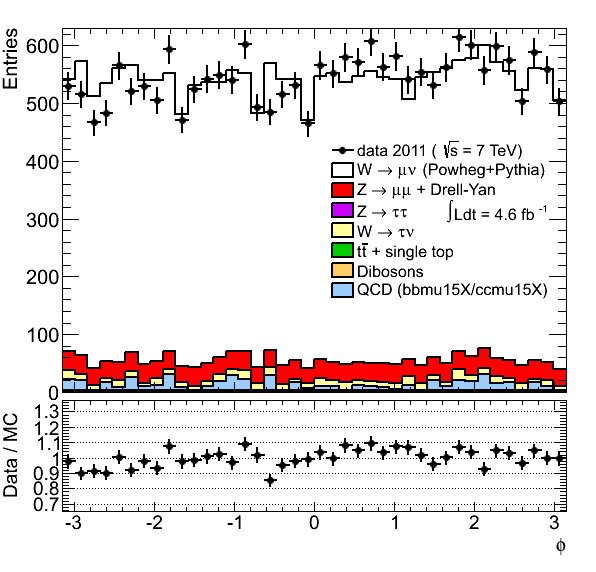 Entries
600
500
400
300
200
100
0
data 2011 ( √s = 7 TeV)
W → μν (Powheg+Pythia)
Z → μμ + Drell-Yan
Z → ττ
∫Ldt = 4.6 fb⁻¹
W → τν
tt̄ + single top
Dibosons
QCD (bbmu15X/ccmu15X)
Data / MC
1.3
1.2
1.1
1
0.9
0.8
0.7
-3 -2 -1 0 1 2 3
ϕ